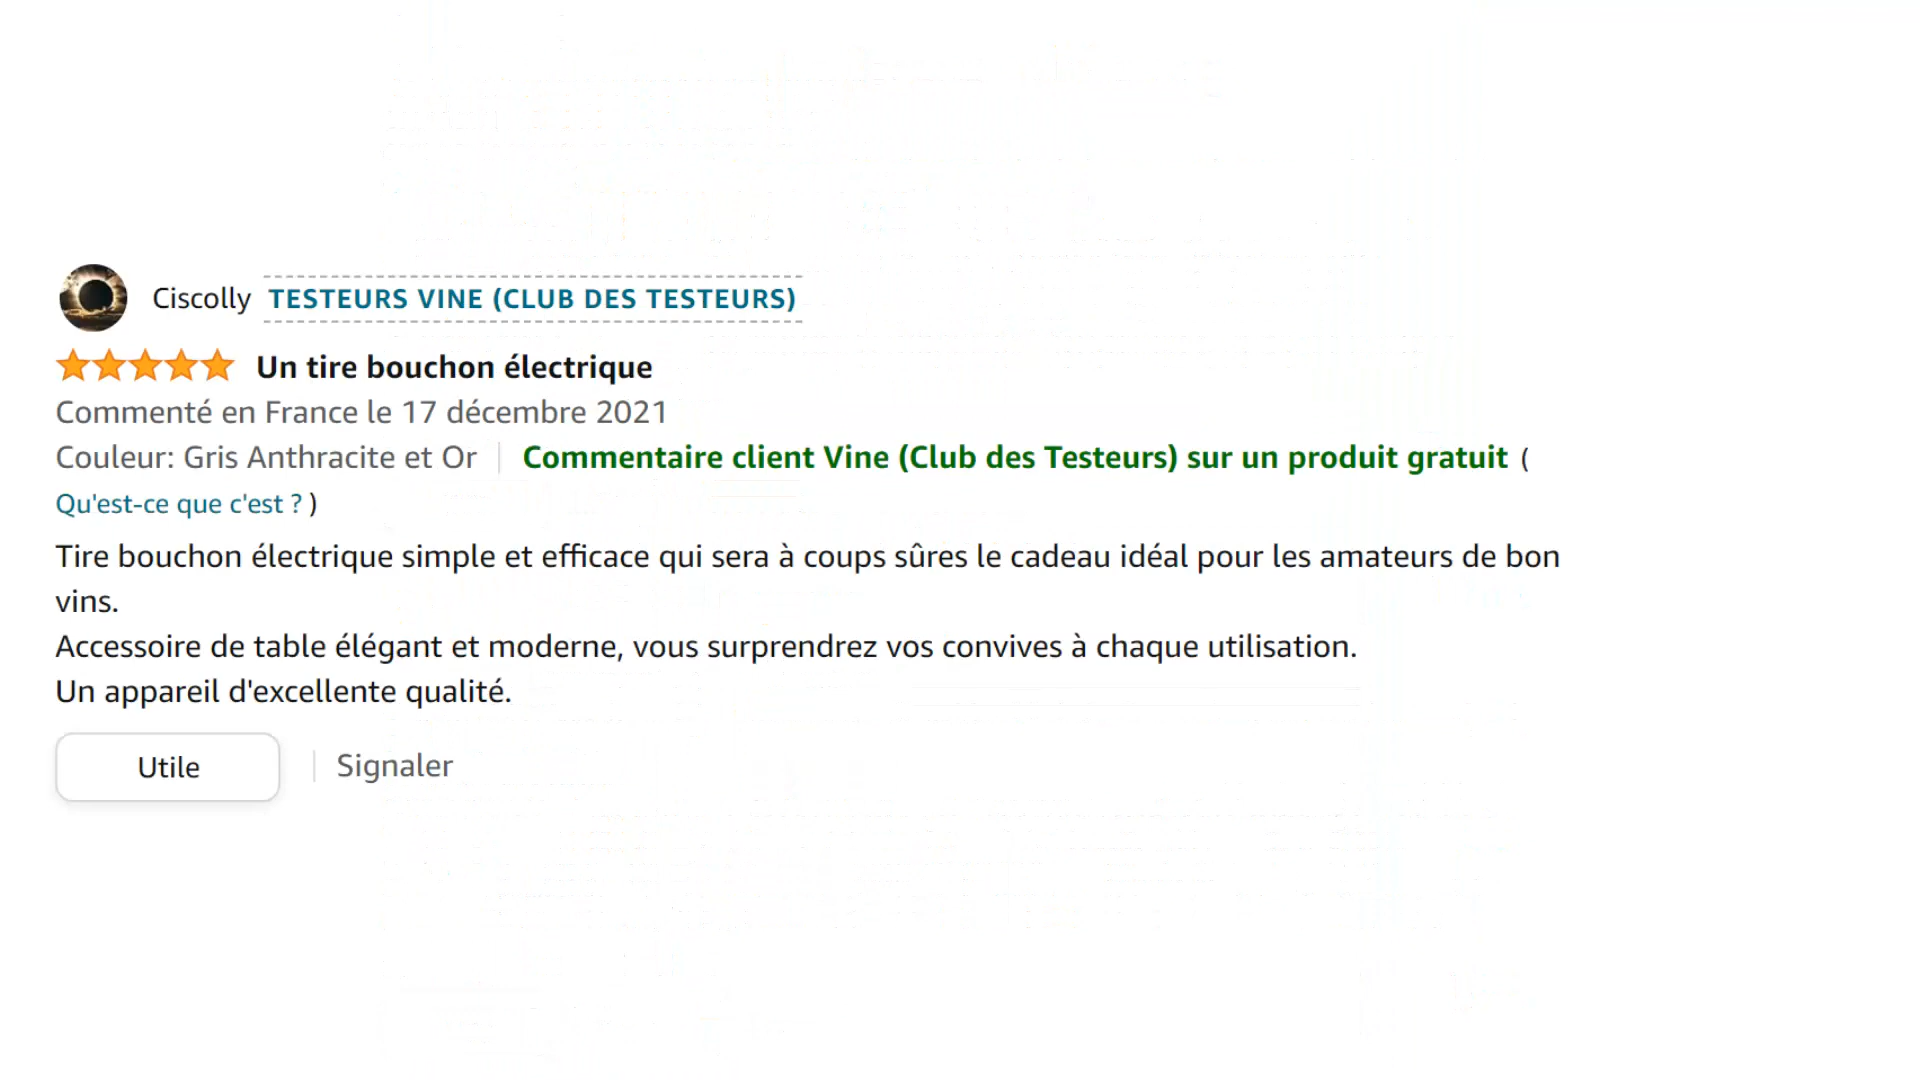 Ciscolly TESTEURS VINE (CLUB DES TESTEURS)
Un tire bouchon électrique
Commenté en France le 17 décembre 2021
Couleur: Gris Anthracite et Or | Commentaire client Vine (Club des Testeurs) sur un produit gratuit (
Qu'est-ce que c'est ? )
Tire bouchon électrique simple et efficace qui sera à coups sûres le cadeau idéal pour les amateurs de bon
vins.
Accessoire de table élégant et moderne, vous surprendrez vos convives à chaque utilisation.
Un appareil d'excellente qualité.
Utile | Signaler